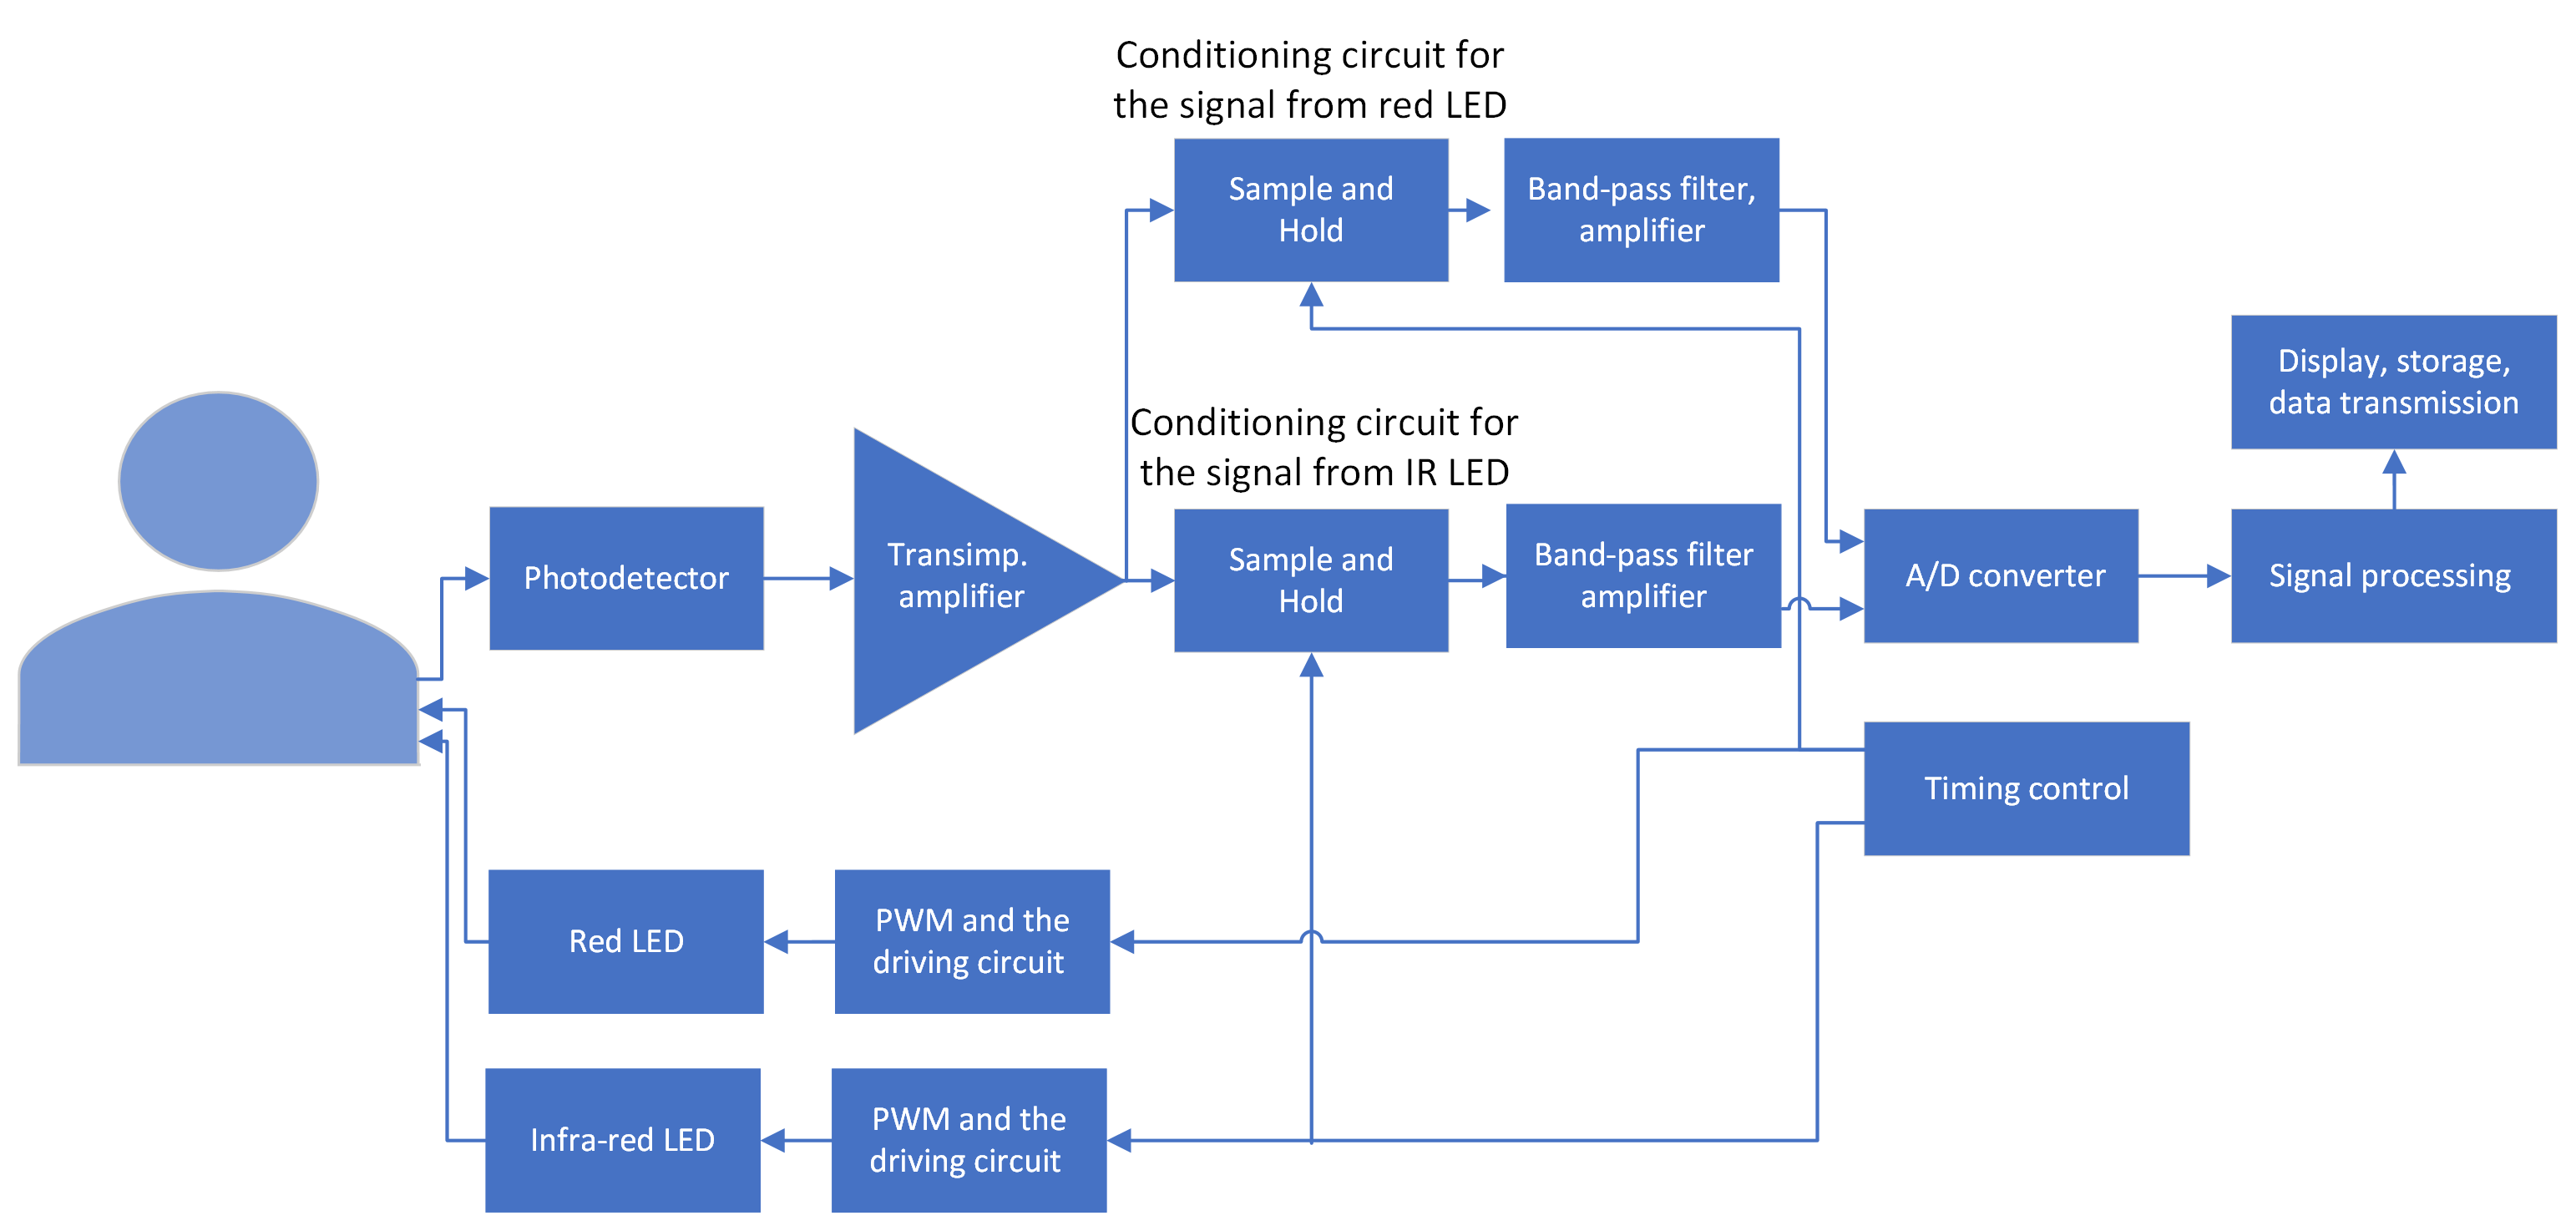 Conditioning circuit for
the signal from red LED
Sample and
Hold
Band-pass filter,
amplifier
Display, storage,
data transmission
Conditioning circuit for
the signal from IR LED
Photodetector
Transimp.
amplifier
Sample and
Hold
Band-pass filter
amplifier
A/D converter
Signal processing
Timing control
Red LED
PWM and the
driving circuit
Infra-red LED
PWM and the
driving circuit